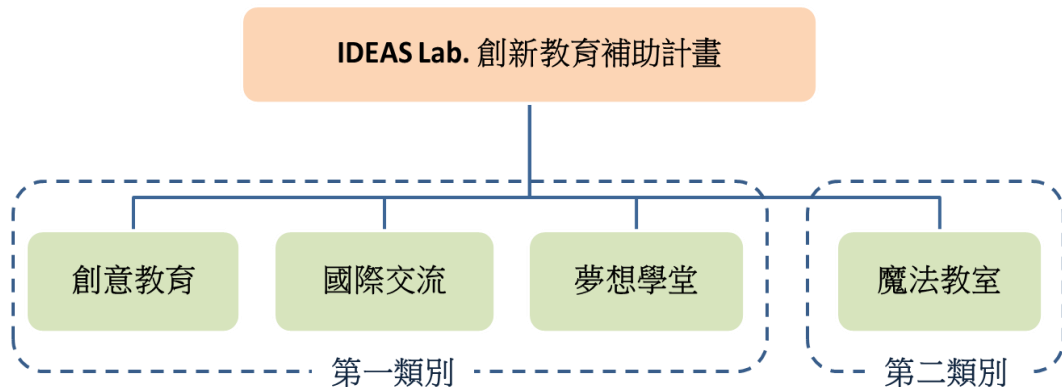 IDEAS Lab. 創新教育補助計畫
創意教育
國際交流
夢想學堂
魔法教室
第一類別
第二類別